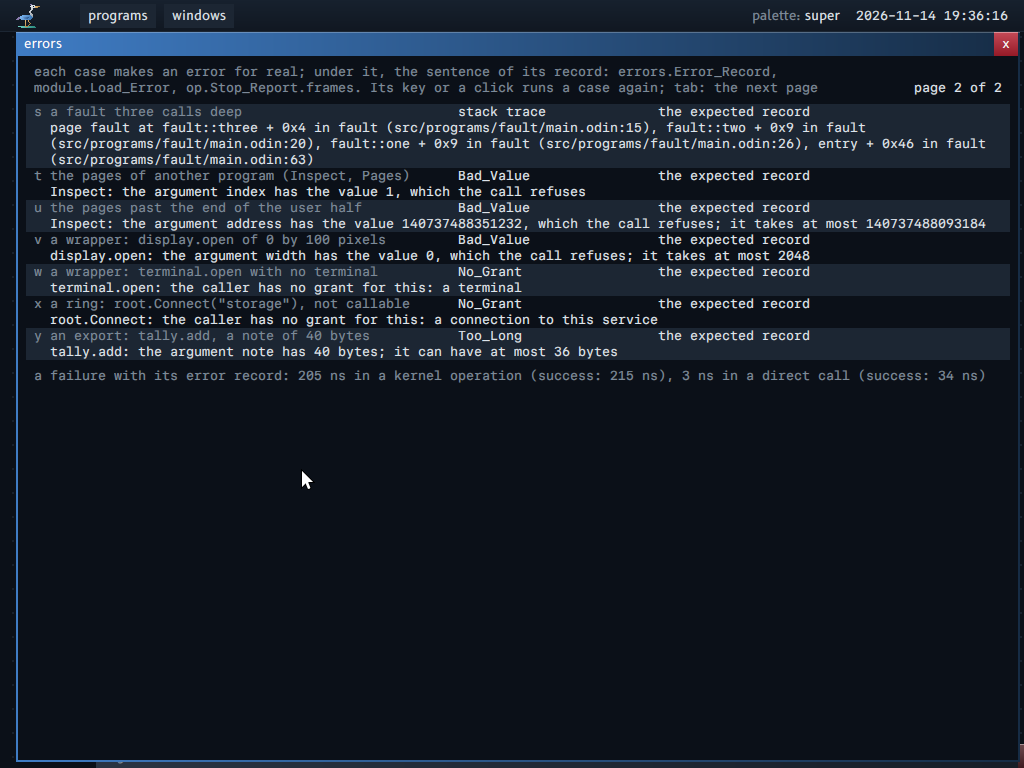 programs windows palette: super 2026-11-14 19:36:16
errors x
each case makes an error for real; under it, the sentence of its record: errors.Error_Record,
module.Load_Error, op.Stop_Report.frames. Its key or a click runs a case again; tab: the next page page 2 of 2
s a fault three calls deep stack trace the expected record
page fault at fault::three + 0x4 in fault (src/programs/fault/main.odin:15), fault::two + 0x9 in fault
(src/programs/fault/main.odin:20), fault::one + 0x9 in fault (src/programs/fault/main.odin:26), entry + 0x46 in fault
(src/programs/fault/main.odin:63)
t the pages of another program (Inspect, Pages) Bad_Value the expected record
Inspect: the argument index has the value 1, which the call refuses
u the pages past the end of the user half Bad_Value the expected record
Inspect: the argument address has the value 140737488351232, which the call refuses; it takes at most 140737488093184
v a wrapper: display.open of 0 by 100 pixels Bad_Value the expected record
display.open: the argument width has the value 0, which the call refuses; it takes at most 2048
w a wrapper: terminal.open with no terminal No_Grant the expected record
terminal.open: the caller has no grant for this: a terminal
x a ring: root.Connect("storage"), not callable No_Grant the expected record
root.Connect: the caller has no grant for this: a connection to this service
y an export: tally.add, a note of 40 bytes Too_Long the expected record
tally.add: the argument note has 40 bytes; it can have at most 36 bytes
a failure with its error record: 205 ns in a kernel operation (success: 215 ns), 3 ns in a direct call (success: 34 ns)